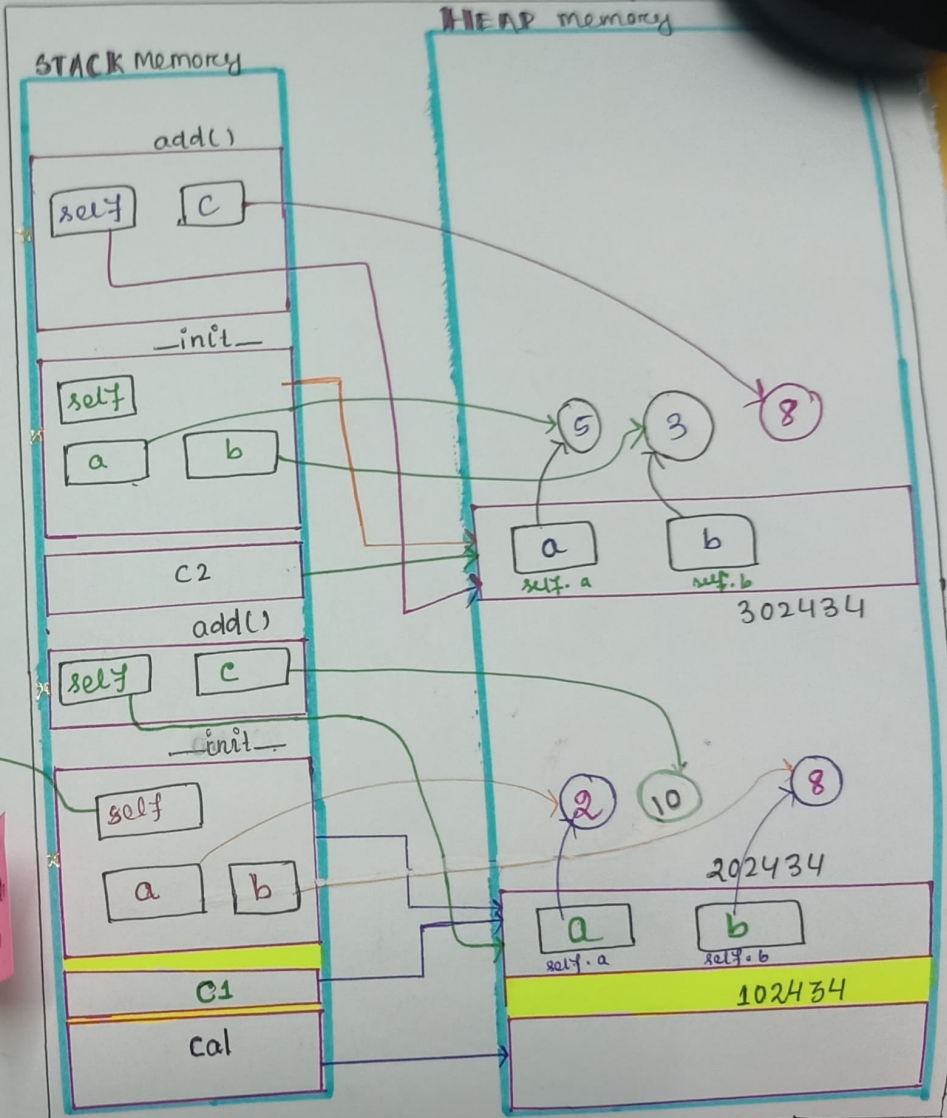 HEAP memory
STACK Memory
add()
self
c
__init__
self
a
b
5
3
8
a
b
self.a
self.b
C2
302434
add()
self
c
__init__
self
2
10
8
a
b
202434
a
b
self.a
self.b
C1
102434
Cal